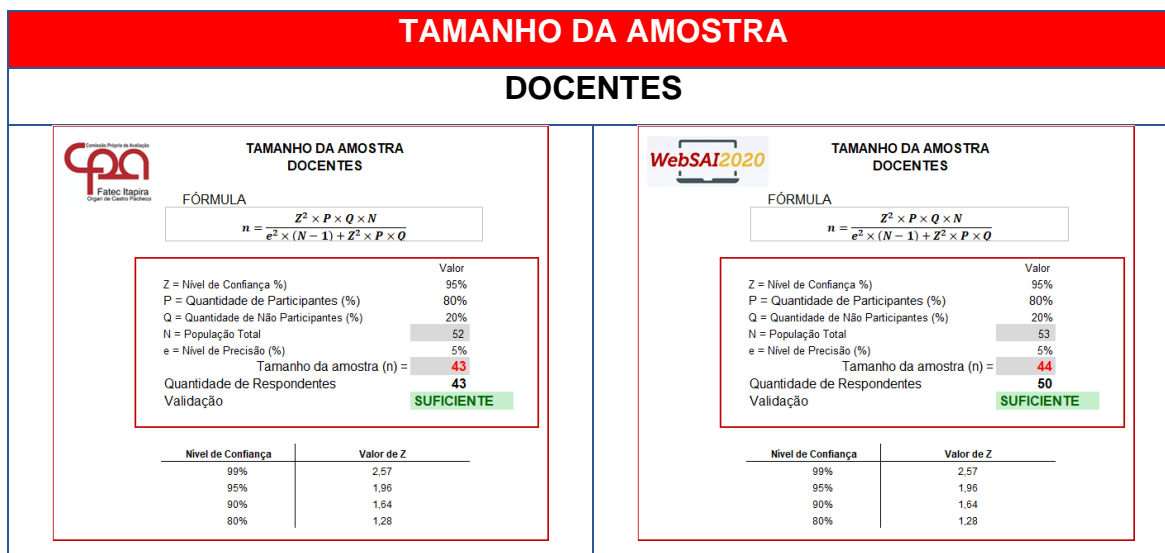 TAMANHO DA AMOSTRA
DOCENTES
Comissão Própria de Avaliação
cpa
Fatec Itapira
Ogari de Castro Pacheco
TAMANHO DA AMOSTRA
DOCENTES
FÓRMULA
n = Z² × P × Q × N / e² × (N − 1) + Z² × P × Q
Valor
Z = Nível de Confiança %) 95%
P = Quantidade de Participantes (%) 80%
Q = Quantidade de Não Participantes (%) 20%
N = População Total 52
e = Nível de Precisão (%) 5%
Tamanho da amostra (n) = 43
Quantidade de Respondentes 43
Validação SUFICIENTE
Nível de Confiança Valor de Z
99% 2,57
95% 1,96
90% 1,64
80% 1,28
WebSAI2020
TAMANHO DA AMOSTRA
DOCENTES
FÓRMULA
n = Z² × P × Q × N / e² × (N − 1) + Z² × P × Q
Valor
Z = Nível de Confiança %) 95%
P = Quantidade de Participantes (%) 80%
Q = Quantidade de Não Participantes (%) 20%
N = População Total 53
e = Nível de Precisão (%) 5%
Tamanho da amostra (n) = 44
Quantidade de Respondentes 50
Validação SUFICIENTE
Nível de Confiança Valor de Z
99% 2,57
95% 1,96
90% 1,64
80% 1,28